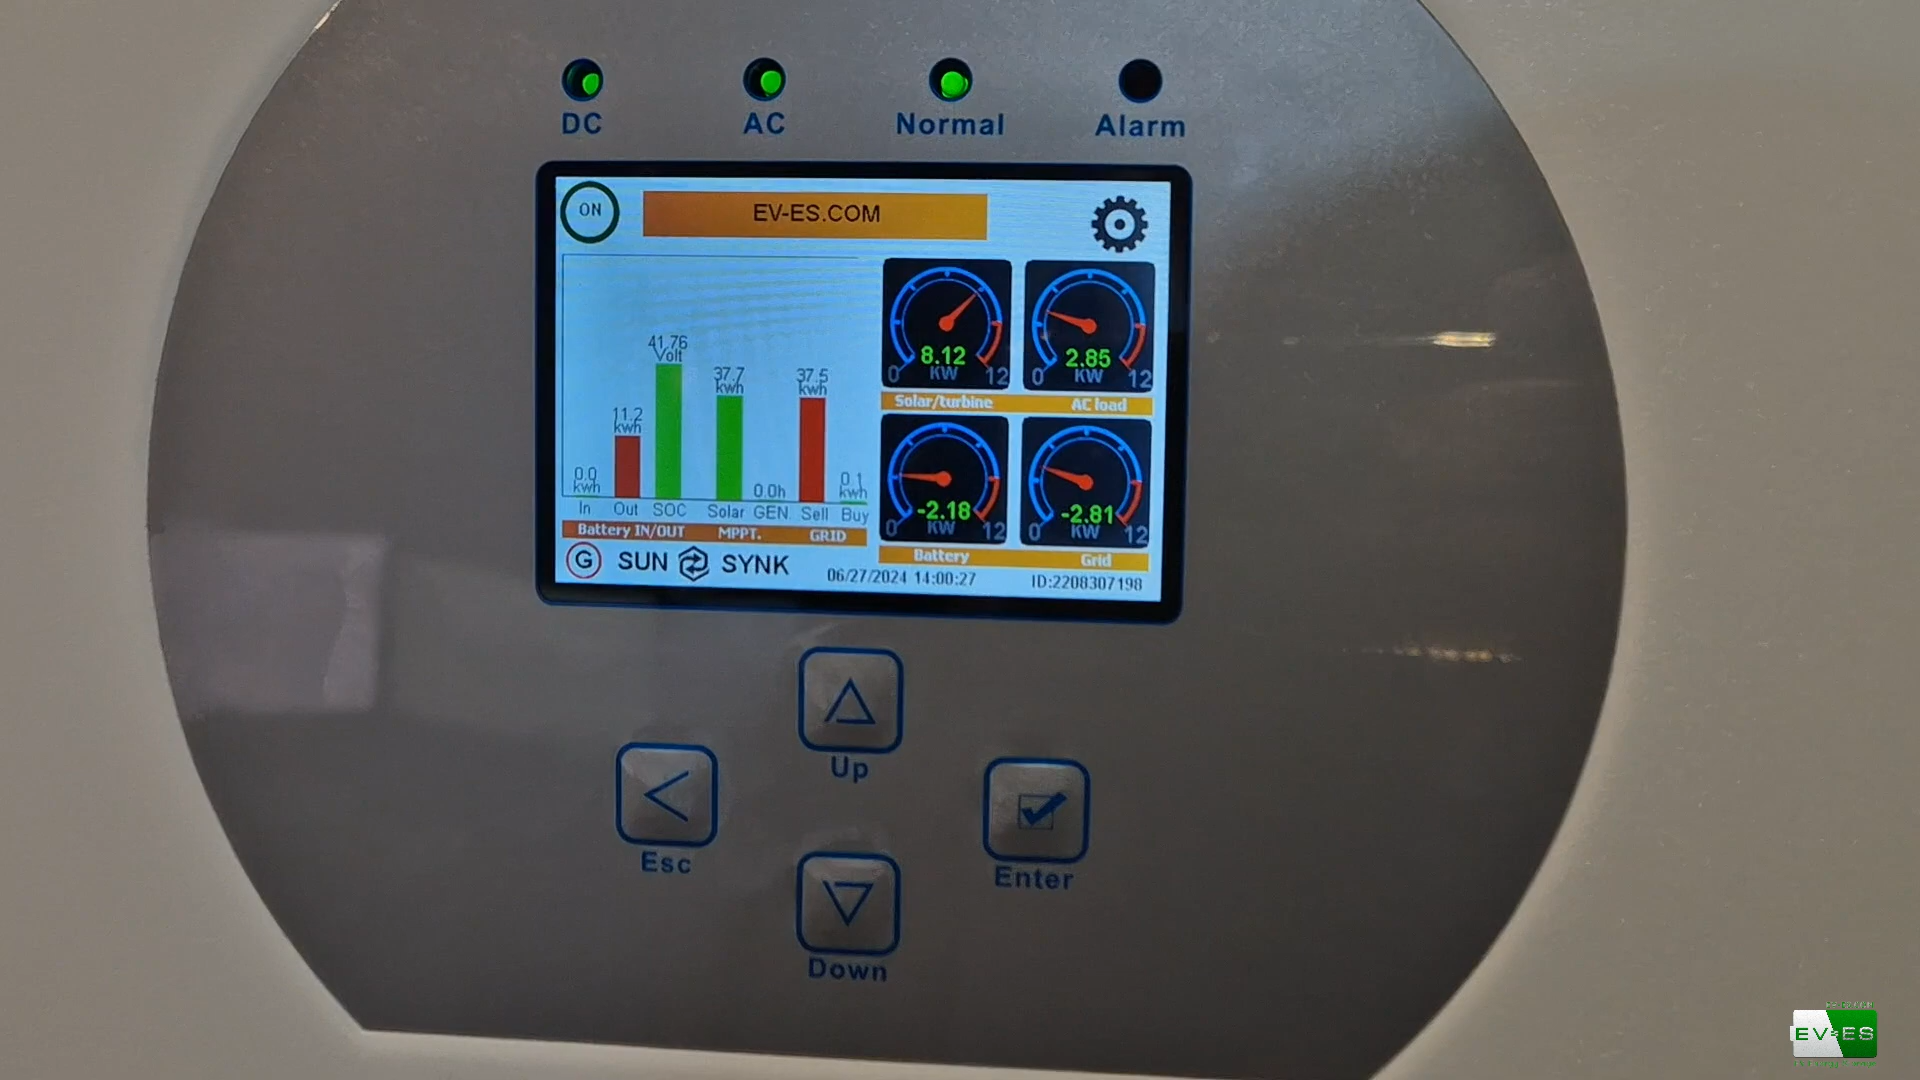 DC
AC
Normal
Alarm
ON
EV-ES.COM
41.76
Volt
37.7
kwh
37.5
kwh
11.2
kwh
0.0
kwh
0.0h
0.1
kwh
In
Out
SOC
Solar
GEN.
Sell
Buy
Battery IN/OUT
MPPT.
GRID
8.12
KW
0
12
2.85
KW
0
12
Solar/turbine
AC load
-2.18
KW
0
12
-2.81
KW
0
12
Battery
Grid
G
SUN SYNK
06/27/2024 14:00:27
ID:2208307198
Up
Esc
Enter
Down
EV-ES